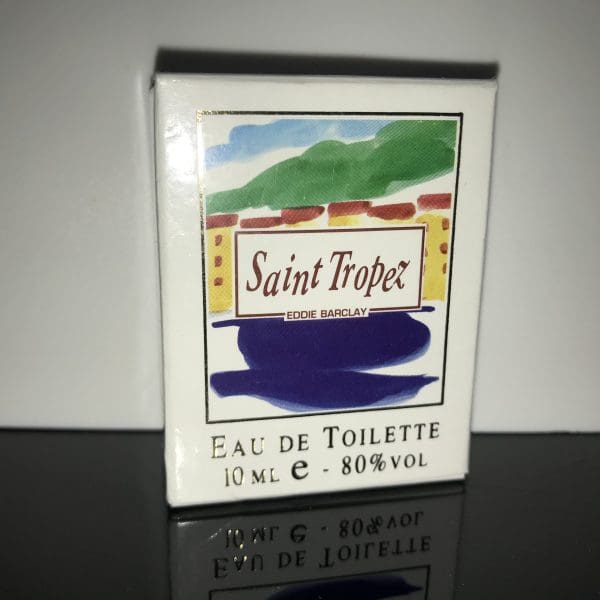 Saint Tropez
EDDIE BARCLAY
EAU DE TOILETTE
10 ML e - 80% VOL